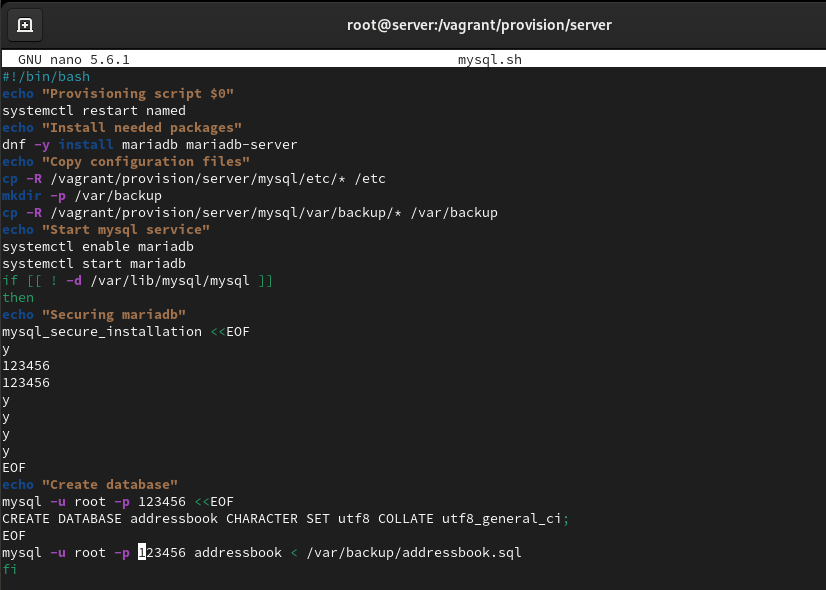 root@server:/vagrant/provision/server
GNU nano 5.6.1 mysql.sh
#!/bin/bash
echo "Provisioning script $0"
systemctl restart named
echo "Install needed packages"
dnf -y install mariadb mariadb-server
echo "Copy configuration files"
cp -R /vagrant/provision/server/mysql/etc/* /etc
mkdir -p /var/backup
cp -R /vagrant/provision/server/mysql/var/backup/* /var/backup
echo "Start mysql service"
systemctl enable mariadb
systemctl start mariadb
if [[ ! -d /var/lib/mysql/mysql ]]
then
echo "Securing mariadb"
mysql_secure_installation <<EOF
y
123456
123456
y
y
y
y
EOF
echo "Create database"
mysql -u root -p 123456 <<EOF
CREATE DATABASE addressbook CHARACTER SET utf8 COLLATE utf8_general_ci;
EOF
mysql -u root -p 123456 addressbook < /var/backup/addressbook.sql
fi